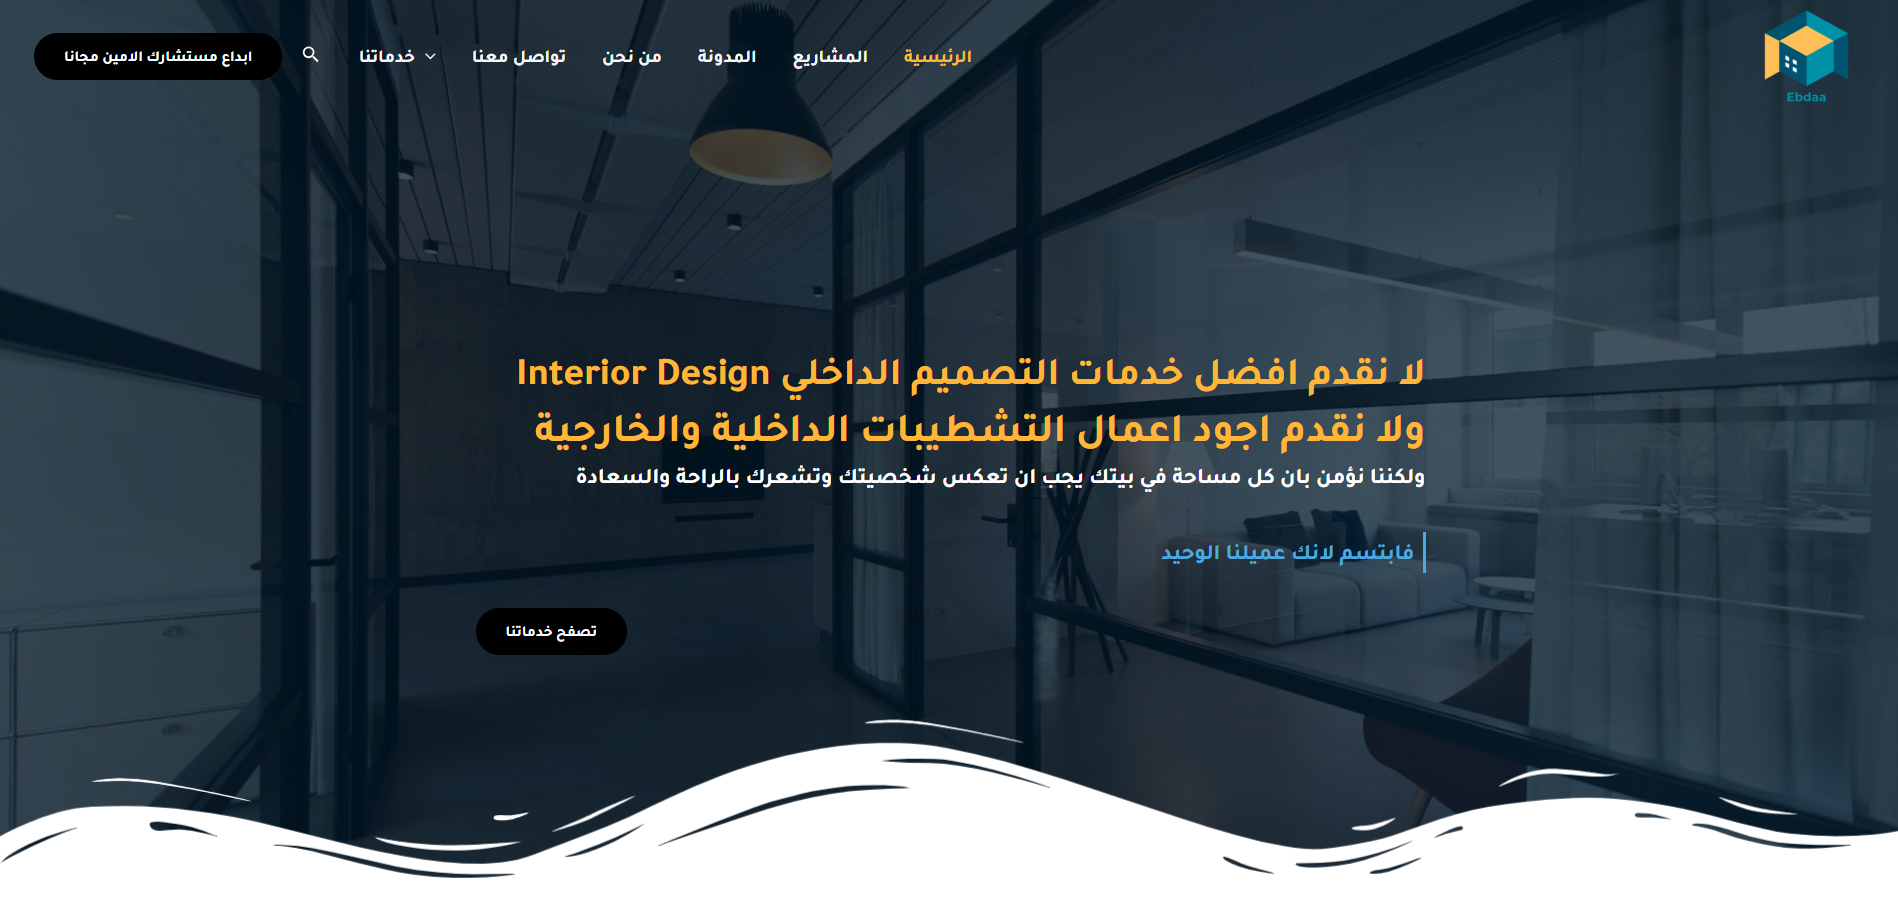 Ebdaa
الرئيسية
المشاريع
المدونة
من نحن
تواصل معنا
خدماتنا
ابداع مستشارك الامين مجانا
لا نقدم افضل خدمات التصميم الداخلي Interior Design
ولا نقدم اجود اعمال التشطيبات الداخلية والخارجية
ولكننا نؤمن بان كل مساحة في بيتك يجب ان تعكس شخصيتك وتشعرك بالراحة والسعادة
فابتسم لانك عميلنا الوحيد
تصفح خدماتنا